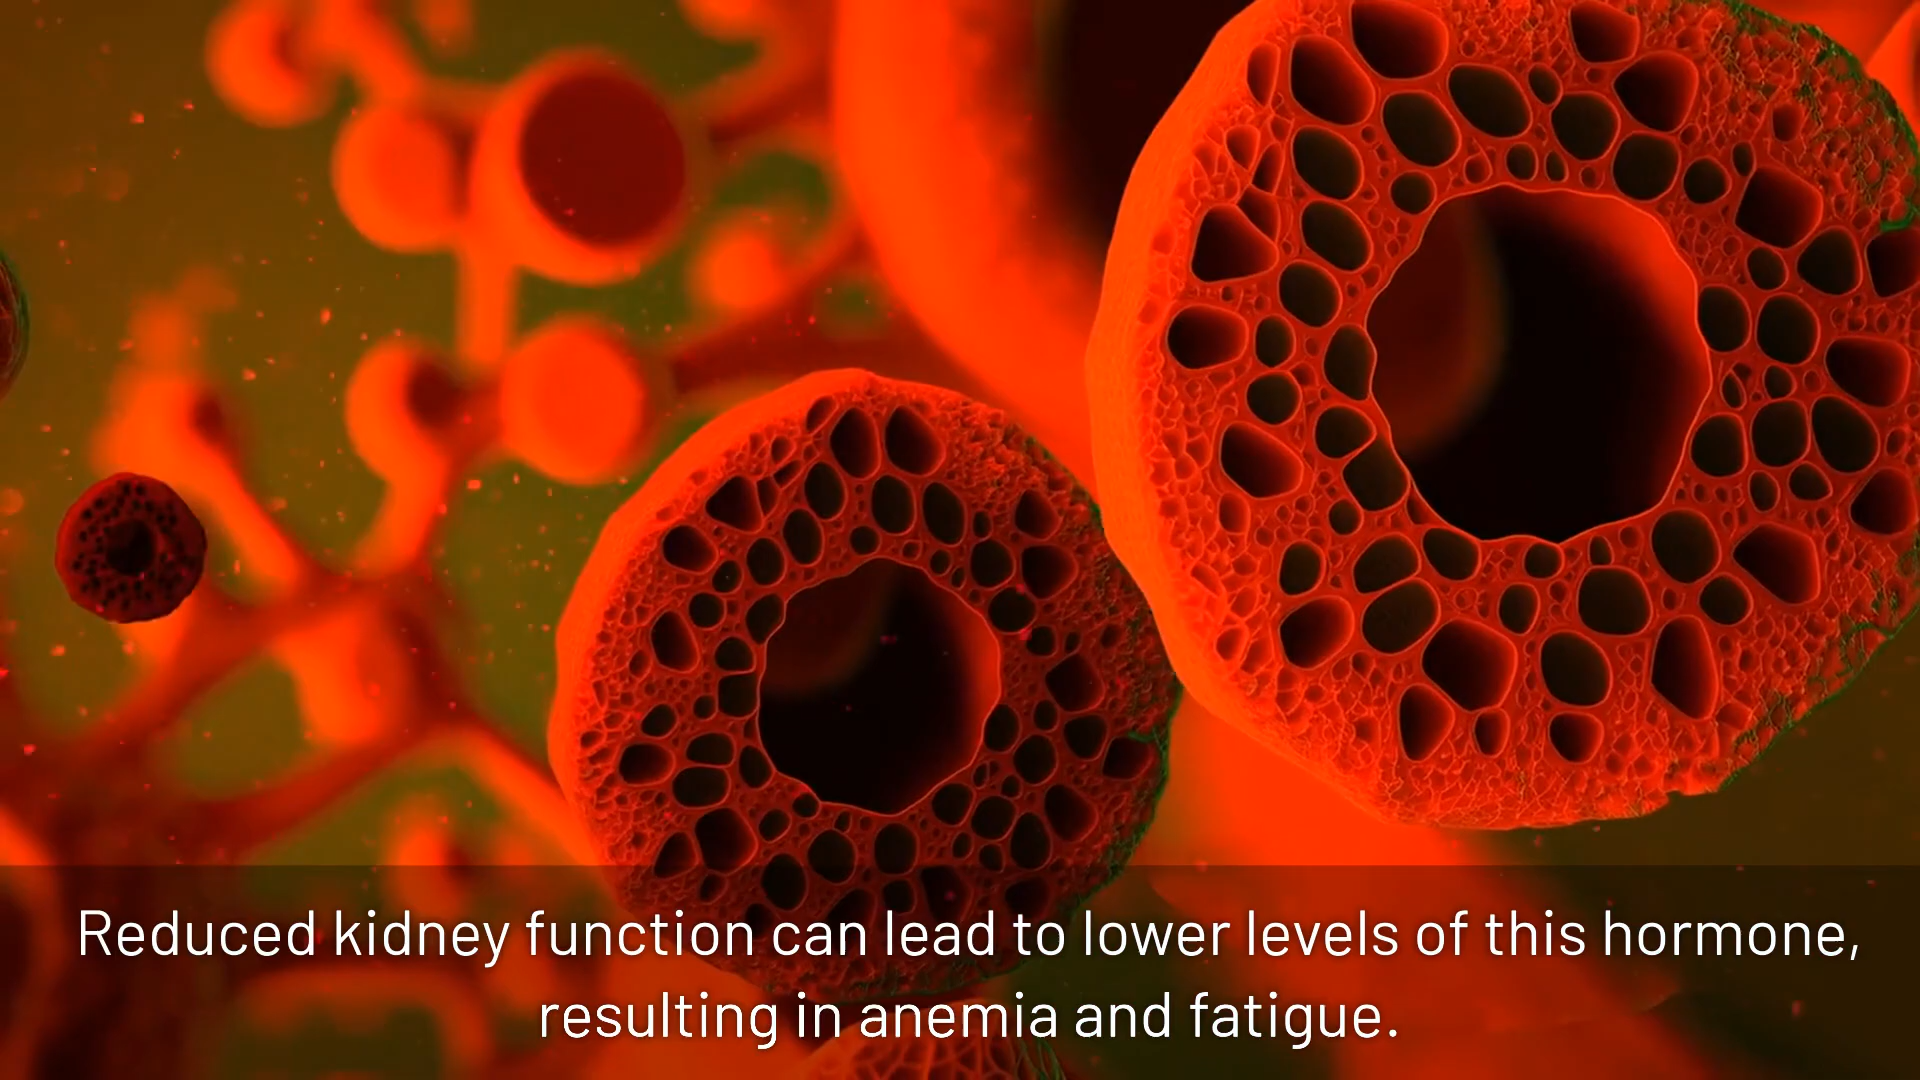 Reduced kidney function can lead to lower levels of this hormone,
resulting in anemia and fatigue.